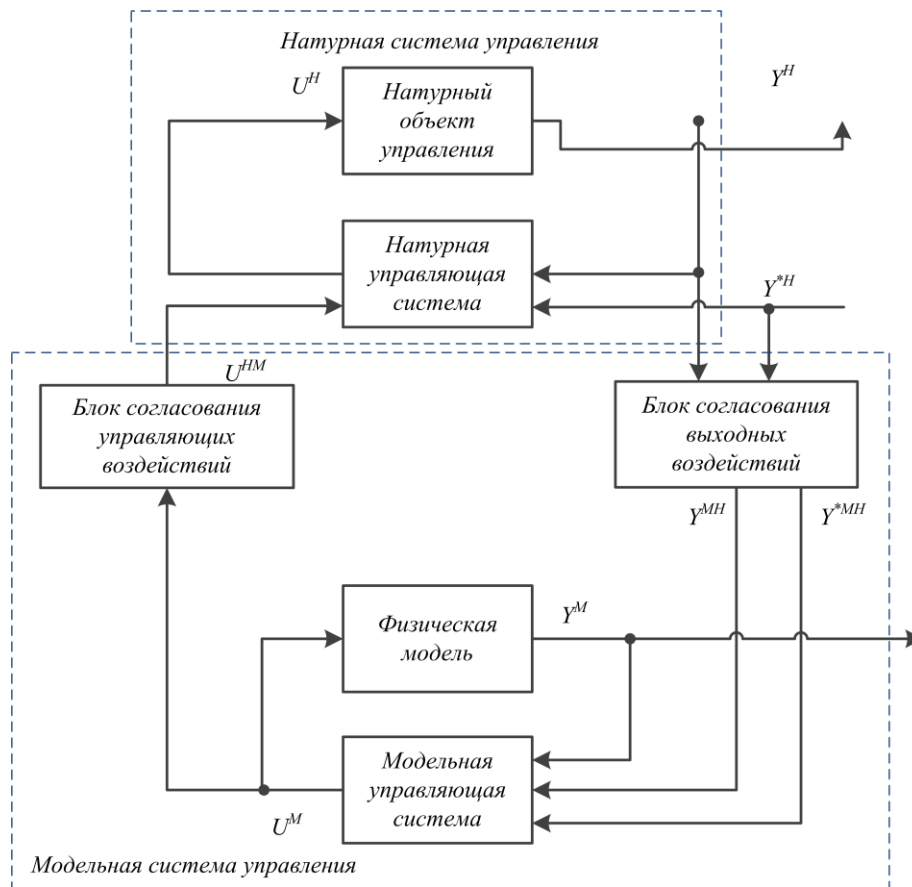 Натурная система управления
U^H
Y^H
Натурный
объект
управления
Натурная
управляющая
система
Y^{*H}
U^{HM}
Блок согласования
управляющих
воздействий
Блок согласования
выходных
воздействий
Y^{MH}
Y^{*MH}
Физическая
модель
Y^M
Модельная
управляющая
система
U^M
Модельная система управления